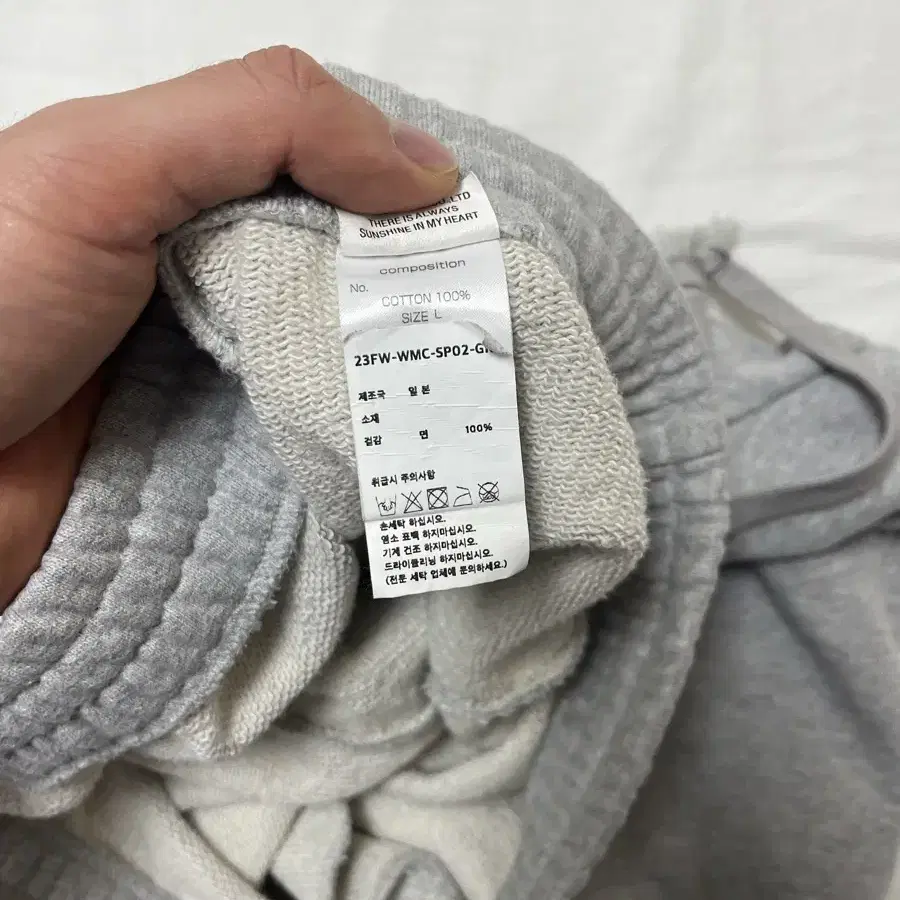 LTD
THERE IS ALWAYS
SUNSHINE IN MY HEART
composition
No.
COTTON 100%
SIZE L
23FW-WMC-SP02-G
제조국 일 본
소재
겉감 면 100%
취급시 주의사항
손세탁 하십시오.
염소 표백 하지마십시오.
기계 건조 하지마십시오.
드라이클리닝 하지마십시오.
(전문 세탁 업체에 문의하세요.)